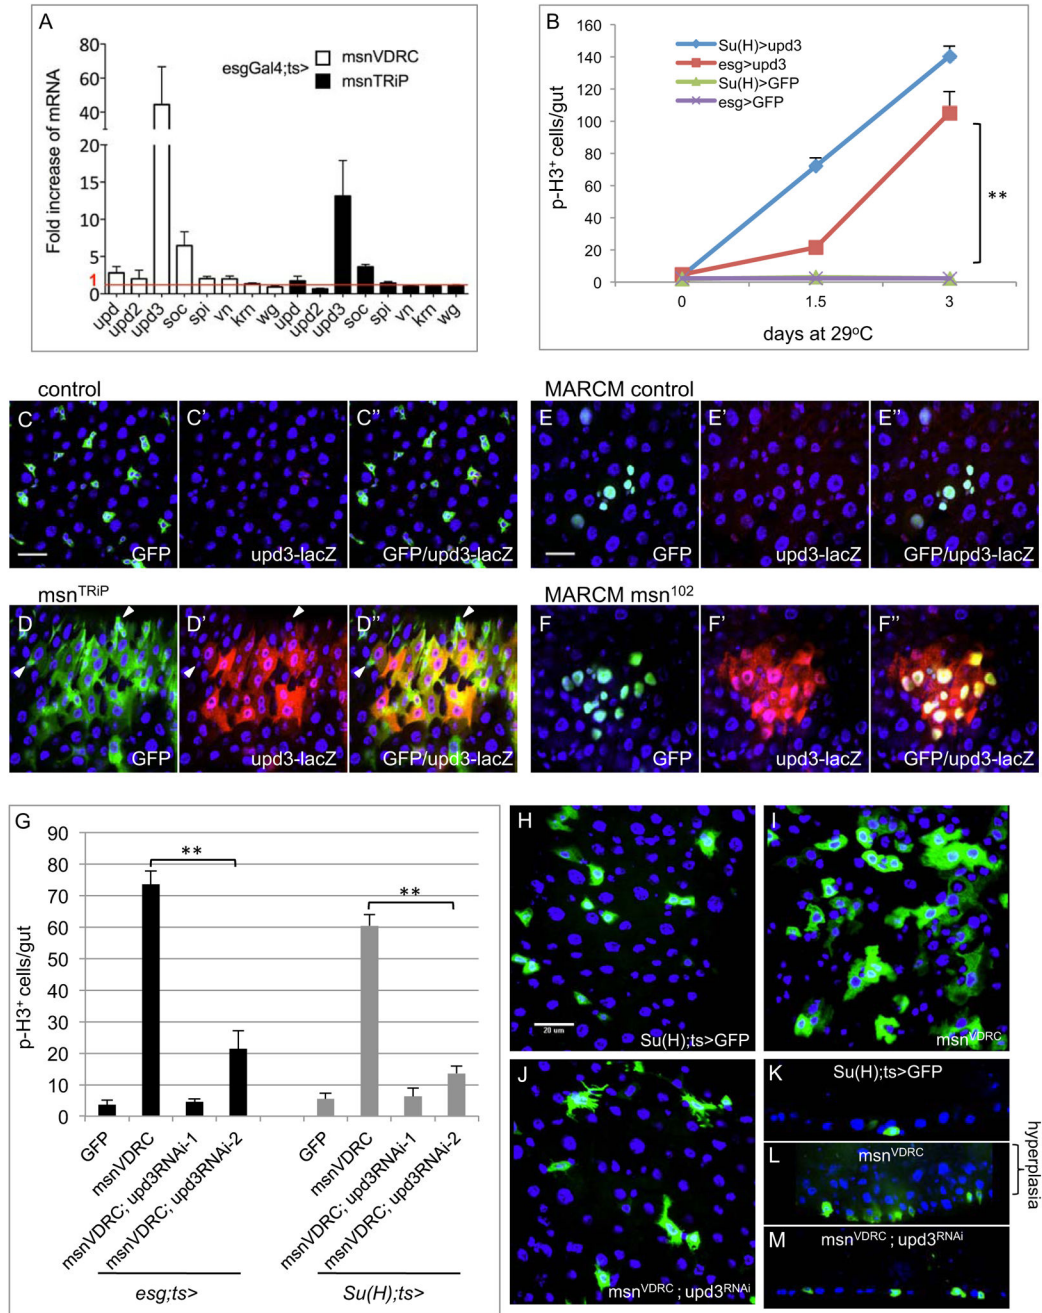 A
esgGal4;ts>
msnVDRC
msnTRiP
Fold increase of mRNA
80
60
40
20
15
10
5
1
0
upd
upd2
upd3
soc
spi
vn
krn
wg
upd
upd2
upd3
soc
spi
vn
krn
wg
B
Su(H)>upd3
esg>upd3
Su(H)>GFP
esg>GFP
p-H3+ cells/gut
160
140
120
100
80
60
40
20
0
**
0
1.5
3
days at 29°C
control
C
GFP
C'
upd3-lacZ
C''
GFP/upd3-lacZ
MARCM control
E
GFP
E'
upd3-lacZ
E''
GFP/upd3-lacZ
msnTRiP
D
GFP
D'
upd3-lacZ
D''
GFP/upd3-lacZ
MARCM msn102
F
GFP
F'
upd3-lacZ
F''
GFP/upd3-lacZ
G
p-H3+ cells/gut
90
80
70
60
50
40
30
20
10
0
**
**
GFP
msnVDRC
msnVDRC; upd3RNAi-1
msnVDRC; upd3RNAi-2
GFP
msnVDRC
msnVDRC; upd3RNAi-1
msnVDRC; upd3RNAi-2
esg;ts>
Su(H);ts>
H
20 um
Su(H);ts>GFP
I
msnVDRC
J
msnVDRC; upd3RNAi
K
Su(H);ts>GFP
L
msnVDRC
hyperplasia
M
msnVDRC; upd3RNAi